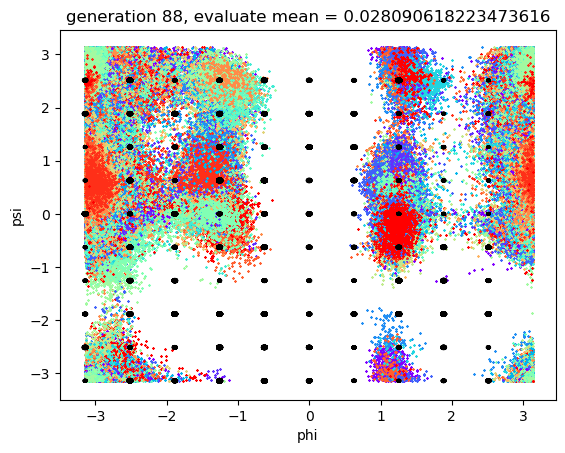 generation 88, evaluate mean = 0.028090618223473616
3
2
1
0
−1
−2
−3
psi
−3 −2 −1 0 1 2 3
phi